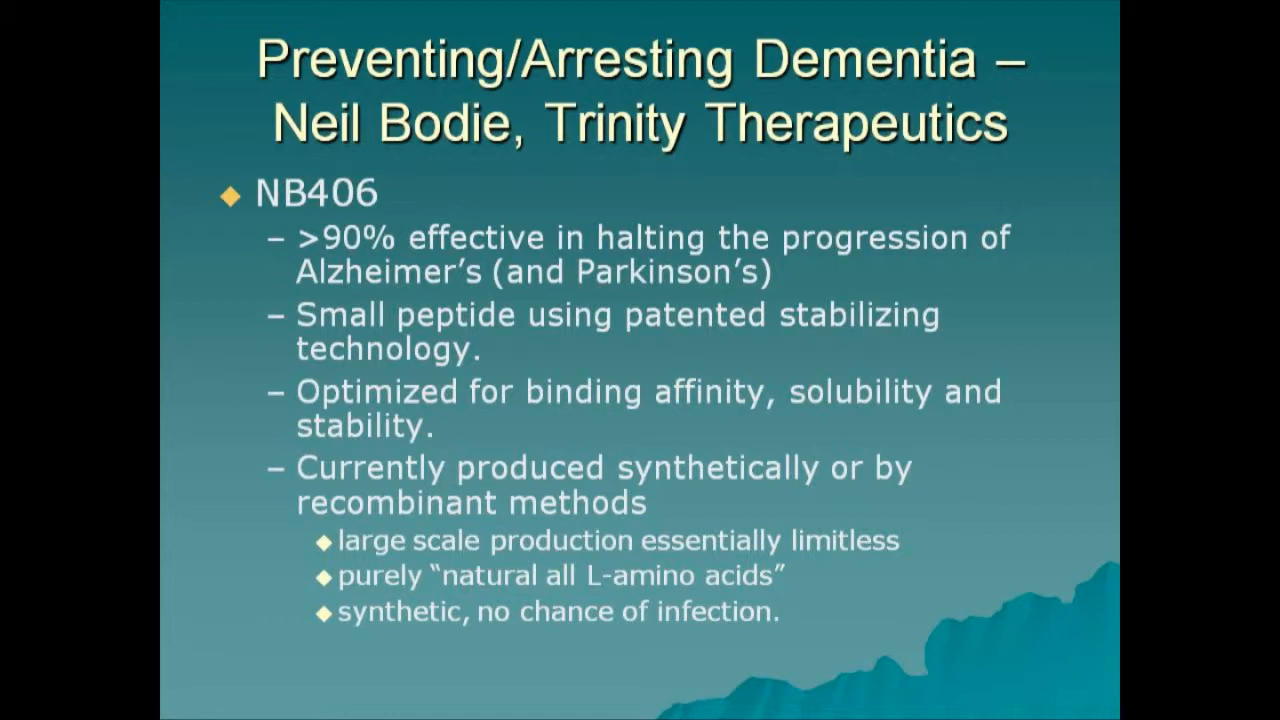 Preventing/Arresting Dementia –
Neil Bodie, Trinity Therapeutics
NB406
– >90% effective in halting the progression of
Alzheimer’s (and Parkinson’s)
– Small peptide using patented stabilizing
technology.
– Optimized for binding affinity, solubility and
stability.
– Currently produced synthetically or by
recombinant methods
large scale production essentially limitless
purely “natural all L-amino acids”
synthetic, no chance of infection.